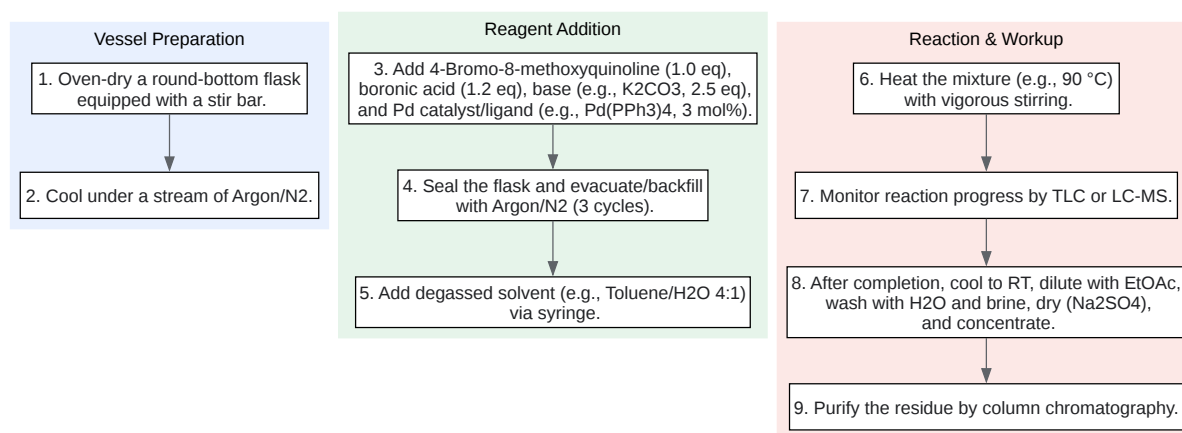 Vessel Preparation
1. Oven-dry a round-bottom flask
equipped with a stir bar.
2. Cool under a stream of Argon/N2.
Reagent Addition
3. Add 4-Bromo-8-methoxyquinoline (1.0 eq),
boronic acid (1.2 eq), base (e.g., K2CO3, 2.5 eq),
and Pd catalyst/ligand (e.g., Pd(PPh3)4, 3 mol%).
4. Seal the flask and evacuate/backfill
with Argon/N2 (3 cycles).
5. Add degassed solvent (e.g., Toluene/H2O 4:1)
via syringe.
Reaction & Workup
6. Heat the mixture (e.g., 90 °C)
with vigorous stirring.
7. Monitor reaction progress by TLC or LC-MS.
8. After completion, cool to RT, dilute with EtOAc,
wash with H2O and brine, dry (Na2SO4),
and concentrate.
9. Purify the residue by column chromatography.